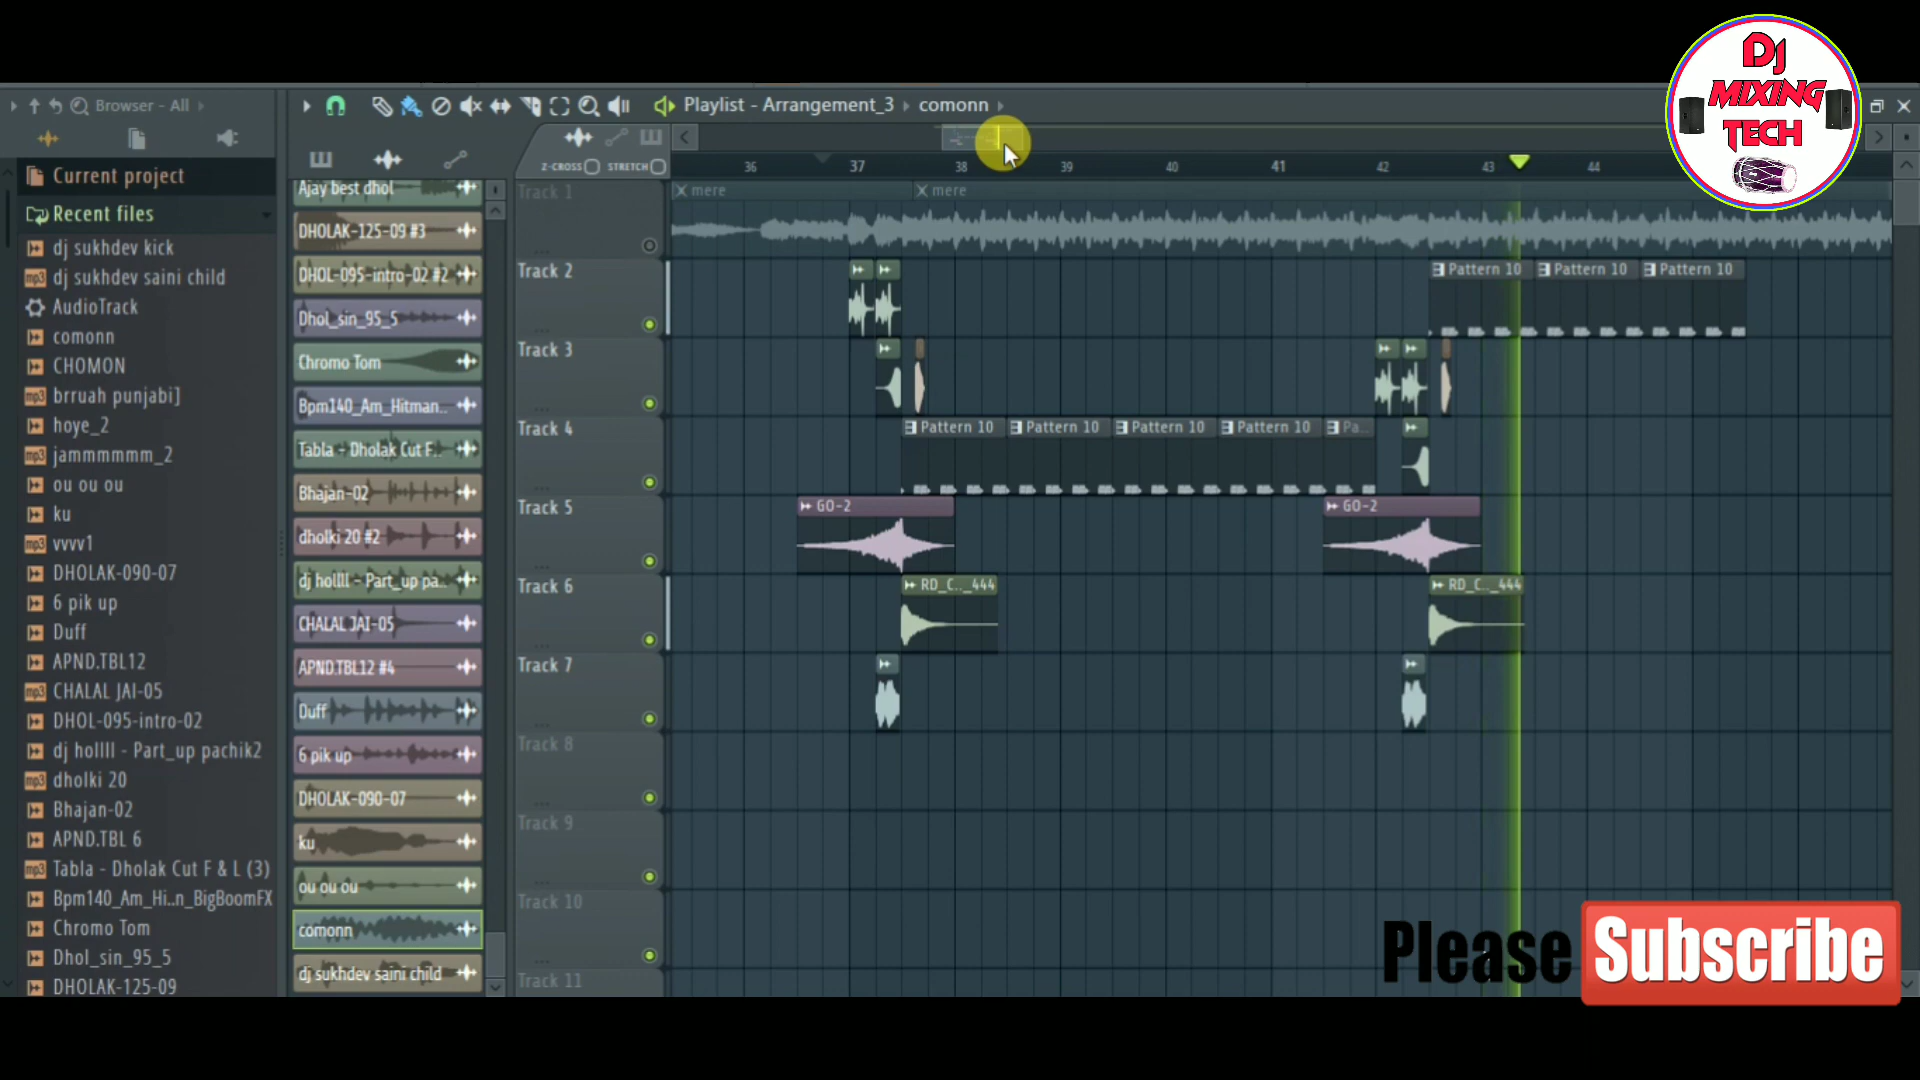 Browser - All
Playlist - Arrangement_3 comonn
DJ
MIXING
TECH
Z-CROSS STRETCH
36 37 38 39 40 41 42 43 44
Current project
Recent files
dj sukhdev kick
dj sukhdev saini child
AudioTrack
comonn
CHOMON
brruah punjabi]
hoye_2
jammmmmm_2
ou ou ou
ku
vvvv1
DHOLAK-090-07
6 pik up
Duff
APND.TBL12
CHALAL JAI-05
DHOL-095-intro-02
dj hollll - Part_up pachik2
dholki 20
Bhajan-02
APND.TBL 6
Tabla - Dholak Cut F & L (3)
Bpm140_Am_Hi..n_BigBoomFX
Chromo Tom
Dhol_sin_95_5
DHOLAK-125-09
Ajay best dhol
DHOLAK-125-09 #3
DHOL-095-intro-02 #2
Dhol_sin_95_5
Chromo Tom
Bpm140_Am_Hitman..
Tabla - Dholak Cut F..
Bhajan-02
dholki 20 #2
dj hollll - Part_up pa..
CHALAL JAI-05
APND.TBL12 #4
Duff
6 pik up
DHOLAK-090-07
ku
ou ou ou
comonn
dj sukhdev saini child
Track 1
mere mere
Track 2
Pattern 10 Pattern 10 Pattern 10
Track 3
Track 4
Pattern 10 Pattern 10 Pattern 10 Pattern 10 Pa..
Track 5
GO-2 GO-2
Track 6
RD_C.._444 RD_C.._444
Track 7
Track 8
Track 9
Track 10
Track 11
Please Subscribe